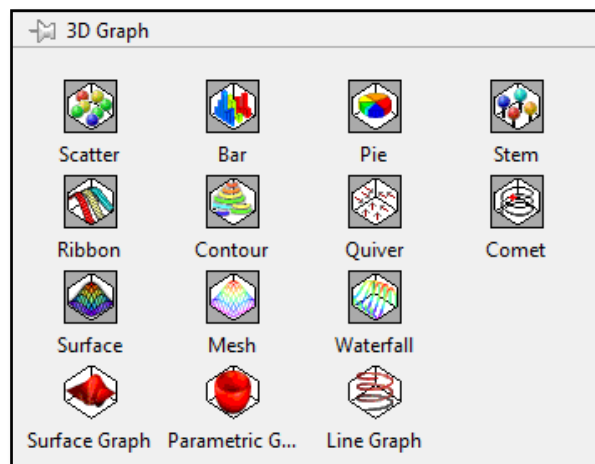 3D Graph
Scatter Bar Pie Stem
Ribbon Contour Quiver Comet
Surface Mesh Waterfall
Surface Graph Parametric G... Line Graph